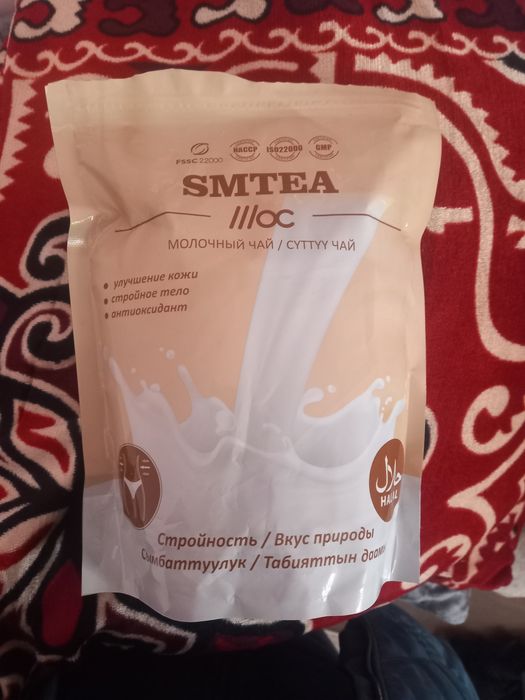 FSSC 22000 HACCP ISO22000 GMP
SMTEA
МОЛОЧНЫЙ ЧАЙ / СҮТТҮҮ ЧАЙ
улучшение кожи
стройное тело
антиоксидант
حلال
HALAL
Стройность / Вкус природы
Сымбаттуулук / Табияттын